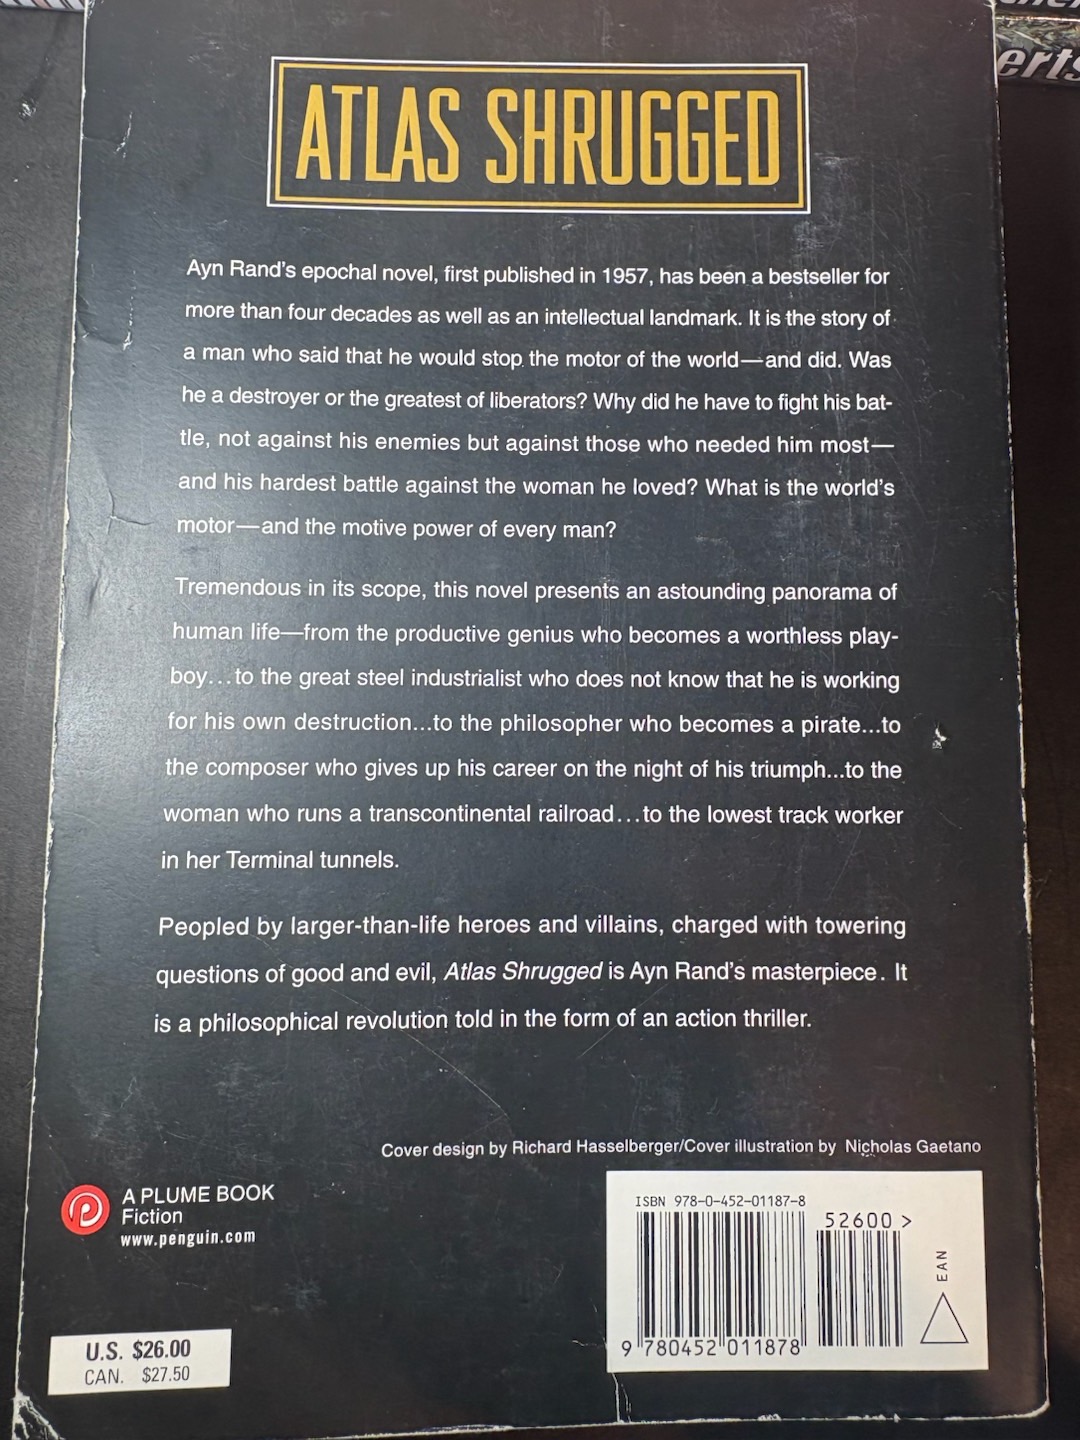 erts
ATLAS SHRUGGED
Ayn Rand's epochal novel, first published in 1957, has been a bestseller for
more than four decades as well as an intellectual landmark. It is the story of
a man who said that he would stop the motor of the world—and did. Was
he a destroyer or the greatest of liberators? Why did he have to fight his bat-
tle, not against his enemies but against those who needed him most—
and his hardest battle against the woman he loved? What is the world's
motor—and the motive power of every man?
Tremendous in its scope, this novel presents an astounding panorama of
human life—from the productive genius who becomes a worthless play-
boy...to the great steel industrialist who does not know that he is working
for his own destruction...to the philosopher who becomes a pirate...to
the composer who gives up his career on the night of his triumph...to the
woman who runs a transcontinental railroad...to the lowest track worker
in her Terminal tunnels.
Peopled by larger-than-life heroes and villains, charged with towering
questions of good and evil, Atlas Shrugged is Ayn Rand's masterpiece. It
is a philosophical revolution told in the form of an action thriller.
Cover design by Richard Hasselberger/Cover illustration by Nicholas Gaetano
A PLUME BOOK
Fiction
www.penguin.com
ISBN 978-0-452-01187-8
52600 >
EAN
9 780452 011878
U.S. $26.00
CAN. $27.50